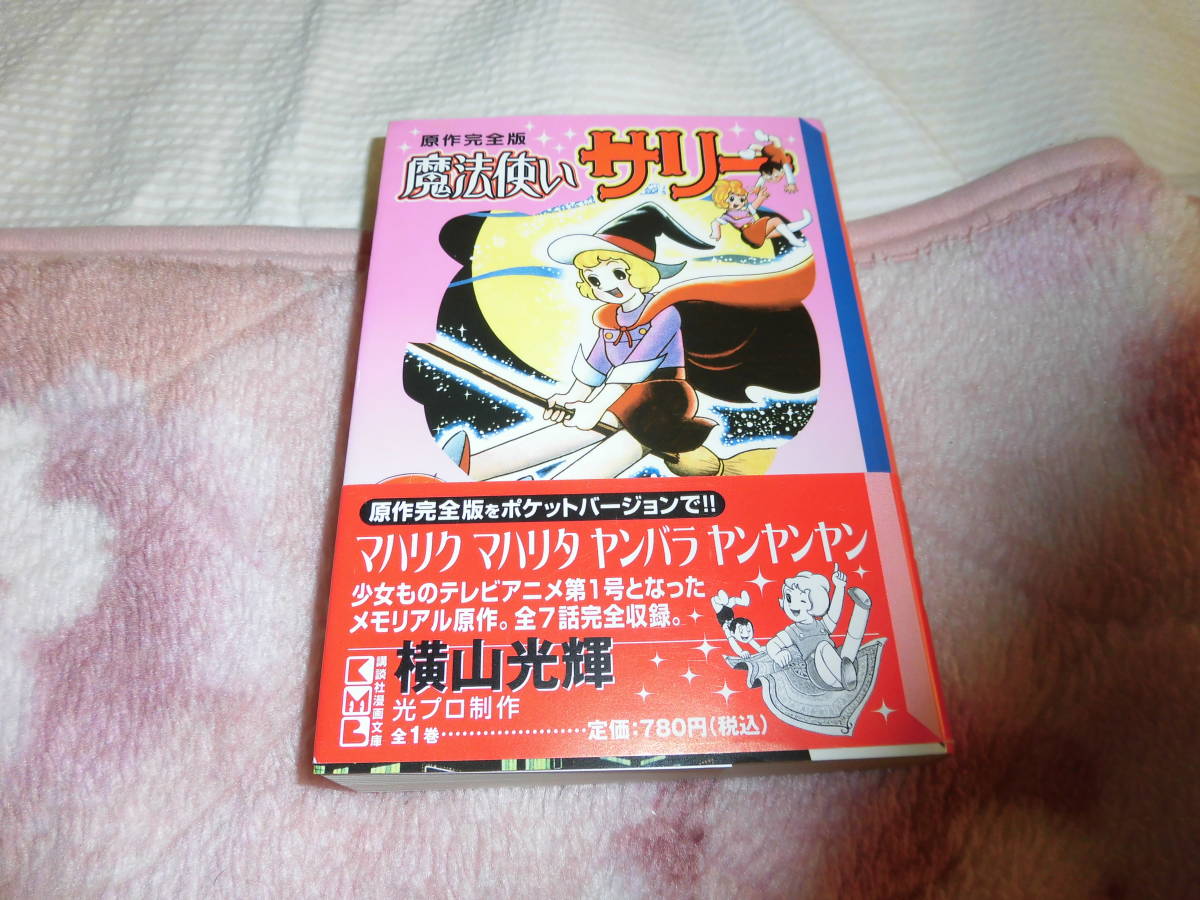 原作完全版
魔法使いサリー
原作完全版をポケットバージョンで!!
マハリク マハリタ ヤンバラ ヤンヤンヤン
少女ものテレビアニメ第1号となった
メモリアル原作。全7話完全収録。
KMB
講談社漫画文庫
横山光輝
光プロ制作
全1巻……………………定価:780円(税込)